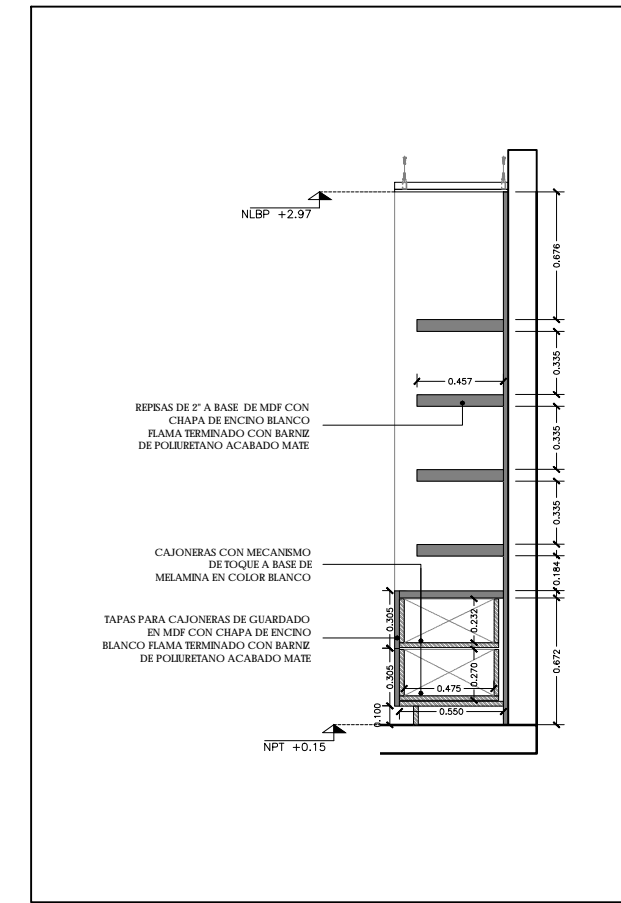 NLBP +2.97
0.676
0.335
0.457
REPISAS DE 2" A BASE DE MDF CON
CHAPA DE ENCINO BLANCO
FLAMA TERMINADO CON BARNIZ
DE POLIURETANO ACABADO MATE
0.335
0.335
CAJONERAS CON MECANISMO
DE TOQUE A BASE DE
MELAMINA EN COLOR BLANCO
0.184
TAPAS PARA CAJONERAS DE GUARDADO
EN MDF CON CHAPA DE ENCINO
BLANCO FLAMA TERMINADO CON BARNIZ
DE POLIURETANO ACABADO MATE
0.305
0.232
0.672
0.305
0.270
0.475
0.550
0.100
NPT +0.15